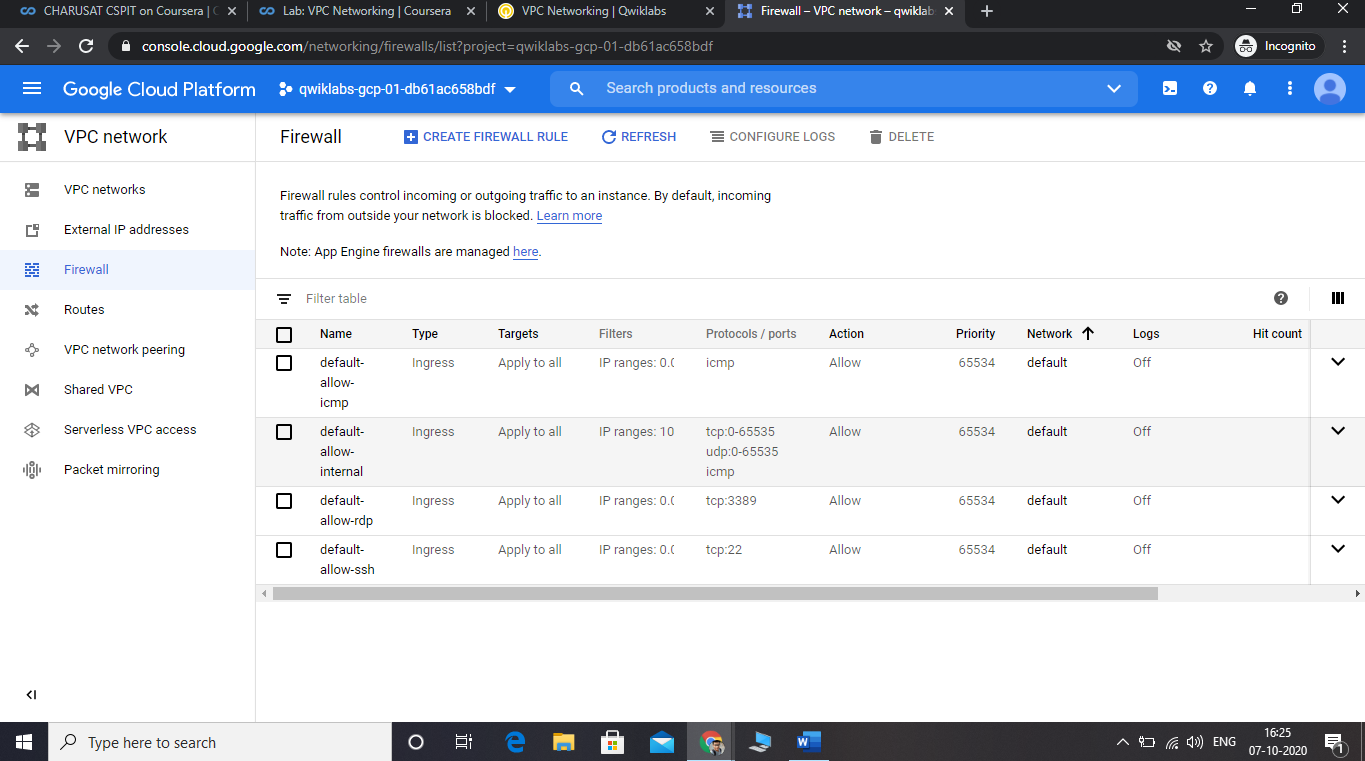 CHARUSAT CSPIT on Coursera |
Lab: VPC Networking | Coursera
VPC Networking | Qwiklabs
Firewall – VPC network – qwiklab
console.cloud.google.com/networking/firewalls/list?project=qwiklabs-gcp-01-db61ac658bdf
Incognito
Google Cloud Platform
qwiklabs-gcp-01-db61ac658bdf
Search products and resources
VPC network
Firewall
CREATE FIREWALL RULE
REFRESH
CONFIGURE LOGS
DELETE
VPC networks
External IP addresses
Firewall
Routes
VPC network peering
Shared VPC
Serverless VPC access
Packet mirroring
Firewall rules control incoming or outgoing traffic to an instance. By default, incoming
traffic from outside your network is blocked. Learn more
Note: App Engine firewalls are managed here.
Filter table
Name Type Targets Filters Protocols / ports Action Priority Network Logs Hit count
default- Ingress Apply to all IP ranges: 0.0 icmp Allow 65534 default Off
allow-
icmp
default- Ingress Apply to all IP ranges: 10 tcp:0-65535 Allow 65534 default Off
allow- udp:0-65535
internal icmp
default- Ingress Apply to all IP ranges: 0.0 tcp:3389 Allow 65534 default Off
allow-rdp
default- Ingress Apply to all IP ranges: 0.0 tcp:22 Allow 65534 default Off
allow-ssh
Type here to search
ENG
16:25
07-10-2020
1